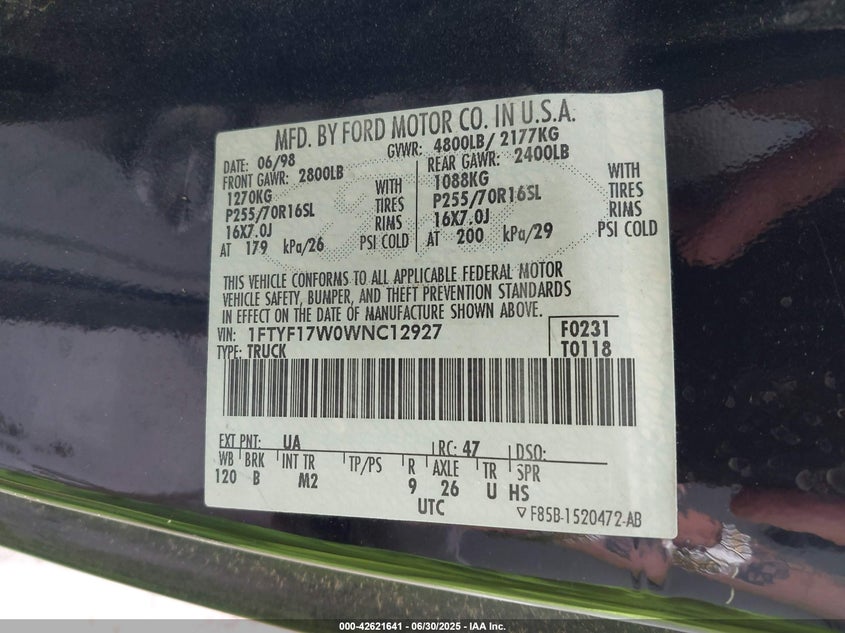 MFD. BY FORD MOTOR CO. IN U.S.A.
DATE: 06/98 GVWR: 4800LB/ 2177KG
FRONT GAWR: 2800LB REAR GAWR: 2400LB
1270KG WITH 1088KG WITH
P255/70R16SL TIRES P255/70R16SL TIRES
16X7.0J RIMS 16X7.0J RIMS
AT 179 kPa/26 PSI COLD AT 200 kPa/29 PSI COLD
THIS VEHICLE CONFORMS TO ALL APPLICABLE FEDERAL MOTOR
VEHICLE SAFETY, BUMPER, AND THEFT PREVENTION STANDARDS
IN EFFECT ON THE DATE OF MANUFACTURE SHOWN ABOVE.
VIN: 1FTYF17W0WNC12927 F0231
TYPE: TRUCK T0118
EXT PNT: UA RC: 47 DSO:
WB BRK INT TR TP/PS R AXLE TR SPR
120 B M2 9 26 U HS
UTC ▽F85B-1520472-AB
000-42621641 - 06/30/2025 - IAA Inc.